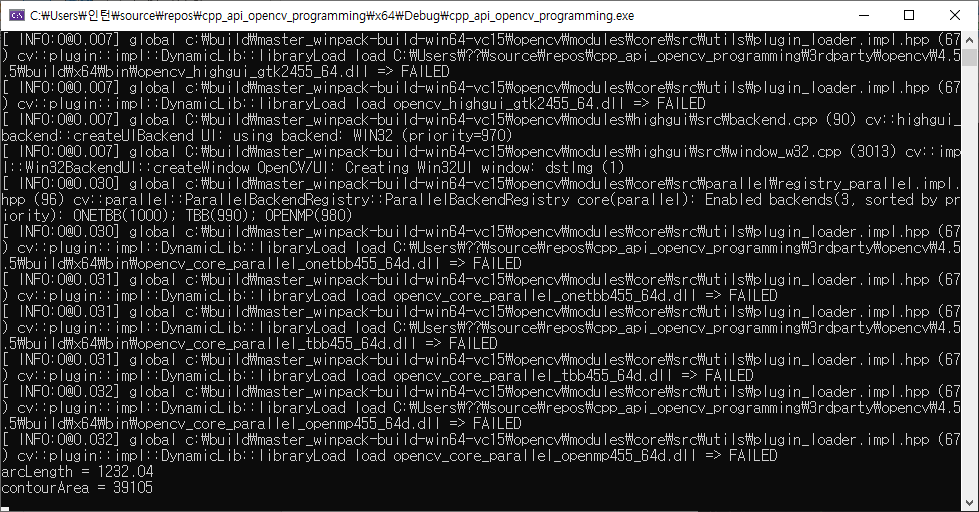 C:₩Users₩인턴₩source₩repos₩cpp_api_opencv_programming₩x64₩Debug₩cpp_api_opencv_programming.exe
[ INFO:0@0.007] global c:₩build₩master_winpack-build-win64-vc15₩opencv₩modules₩core₩src₩utils₩plugin_loader.impl.hpp (67
) cv::plugin::impl::DynamicLib::libraryLoad load C:₩Users₩??₩source₩repos₩cpp_api_opencv_programming₩3rdparty₩opencv₩4.5
.5₩build₩x64₩bin₩opencv_highgui_gtk2455_64.dll => FAILED
[ INFO:0@0.007] global c:₩build₩master_winpack-build-win64-vc15₩opencv₩modules₩core₩src₩utils₩plugin_loader.impl.hpp (67
) cv::plugin::impl::DynamicLib::libraryLoad load opencv_highgui_gtk2455_64.dll => FAILED
[ INFO:0@0.007] global c:₩build₩master_winpack-build-win64-vc15₩opencv₩modules₩highgui₩src₩backend.cpp (90) cv::highgui_
backend::createUIBackend UI: using backend: WIN32 (priority=970)
[ INFO:0@0.007] global C:₩build₩master_winpack-build-win64-vc15₩opencv₩modules₩highgui₩src₩window_w32.cpp (3013) cv::imp
l::Win32BackendUI::createWindow OpenCV/UI: Creating Win32UI window: dstImg (1)
[ INFO:0@0.030] global c:₩build₩master_winpack-build-win64-vc15₩opencv₩modules₩core₩src₩parallel₩registry_parallel.impl.
hpp (96) cv::parallel::ParallelBackendRegistry::ParallelBackendRegistry core(parallel): Enabled backends(3, sorted by pr
iority): ONETBB(1000); TBB(990); OPENMP(980)
[ INFO:0@0.030] global c:₩build₩master_winpack-build-win64-vc15₩opencv₩modules₩core₩src₩utils₩plugin_loader.impl.hpp (67
) cv::plugin::impl::DynamicLib::libraryLoad load C:₩Users₩??₩source₩repos₩cpp_api_opencv_programming₩3rdparty₩opencv₩4.5
.5₩build₩x64₩bin₩opencv_core_parallel_onetbb455_64d.dll => FAILED
[ INFO:0@0.031] global c:₩build₩master_winpack-build-win64-vc15₩opencv₩modules₩core₩src₩utils₩plugin_loader.impl.hpp (67
) cv::plugin::impl::DynamicLib::libraryLoad load opencv_core_parallel_onetbb455_64d.dll => FAILED
[ INFO:0@0.031] global c:₩build₩master_winpack-build-win64-vc15₩opencv₩modules₩core₩src₩utils₩plugin_loader.impl.hpp (67
) cv::plugin::impl::DynamicLib::libraryLoad load C:₩Users₩??₩source₩repos₩cpp_api_opencv_programming₩3rdparty₩opencv₩4.5
.5₩build₩x64₩bin₩opencv_core_parallel_tbb455_64d.dll => FAILED
[ INFO:0@0.031] global c:₩build₩master_winpack-build-win64-vc15₩opencv₩modules₩core₩src₩utils₩plugin_loader.impl.hpp (67
) cv::plugin::impl::DynamicLib::libraryLoad load opencv_core_parallel_tbb455_64d.dll => FAILED
[ INFO:0@0.032] global c:₩build₩master_winpack-build-win64-vc15₩opencv₩modules₩core₩src₩utils₩plugin_loader.impl.hpp (67
) cv::plugin::impl::DynamicLib::libraryLoad load C:₩Users₩??₩source₩repos₩cpp_api_opencv_programming₩3rdparty₩opencv₩4.5
.5₩build₩x64₩bin₩opencv_core_parallel_openmp455_64d.dll => FAILED
[ INFO:0@0.032] global c:₩build₩master_winpack-build-win64-vc15₩opencv₩modules₩core₩src₩utils₩plugin_loader.impl.hpp (67
) cv::plugin::impl::DynamicLib::libraryLoad load opencv_core_parallel_openmp455_64d.dll => FAILED
arcLength = 1232.04
contourArea = 39105